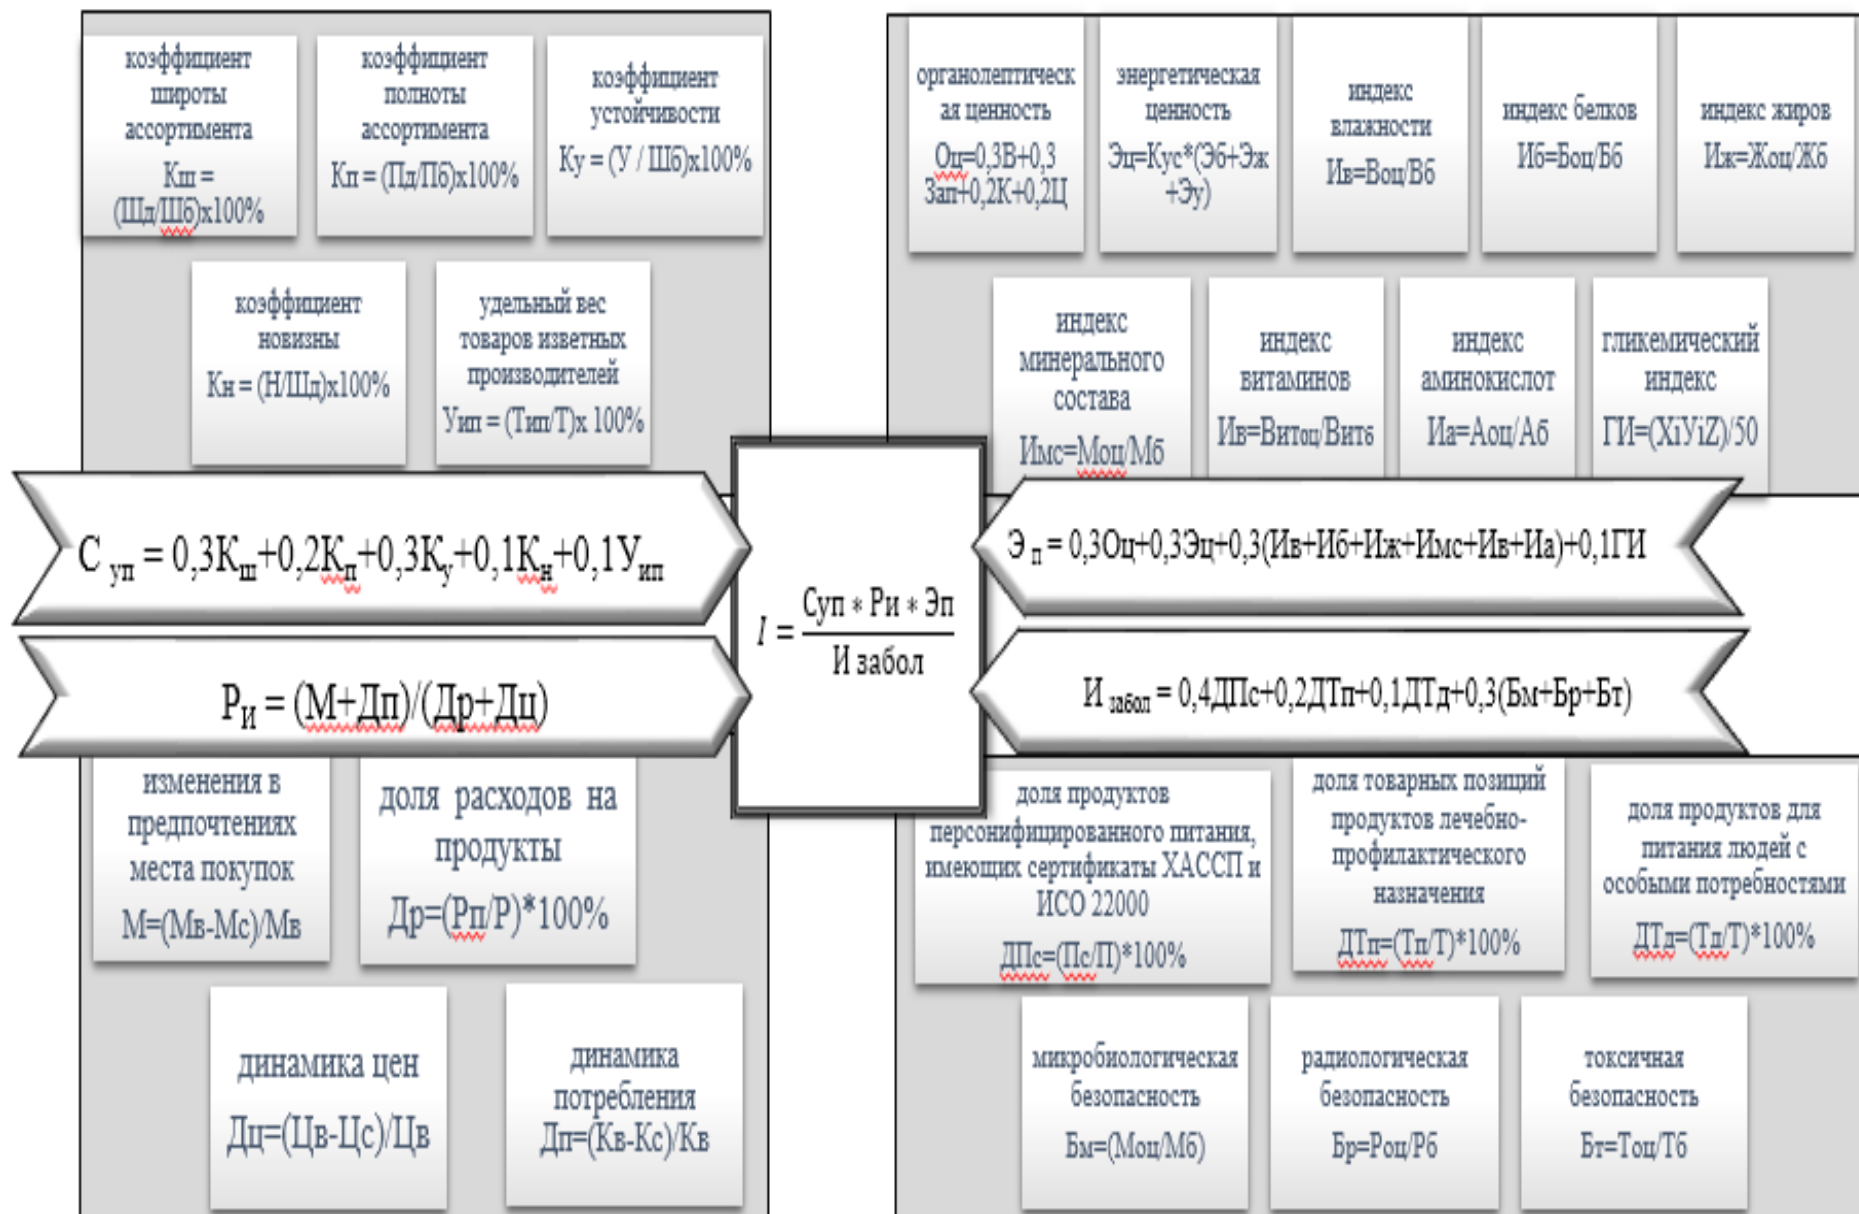 коэффициент
широты
ассортимента
Кш =
(Шд/Шб)х100%
коэффициент
полноты
ассортимента
Кп = (Пд/Пб)х100%
коэффициент
устойчивости
Ку = (У / Шб)х100%
коэффициент
новизны
Кн = (Н/Шд)х100%
удельный вес
товаров изветных
производителей
Уип = (Тип/Т)х 100%
органолептическ
ая ценность
Оц=0,3В+0,3
Зап+0,2К+0,2Ц
энергетическая
ценность
Эц=Кус*(Эб+Эж
+Эу)
индекс
влажности
Ив=Воц/Вб
индекс белков
Иб=Боц/Бб
индекс жиров
Иж=Жоц/Жб
индекс
минерального
состава
Имс=Моц/Мб
индекс
витаминов
Ив=Витоц/Витб
индекс
аминокислот
Иа=Аоц/Аб
гликемический
индекс
ГИ=(ХіУіZ)/50
С уп = 0,3Кш+0,2Кп+0,3Ку+0,1Кн+0,1Уип
РИ = (М+Дп)/(Др+Дц)
I = Суп * Ри * Эп
И забол
Э п = 0,3Оц+0,3Эц+0,3(Ив+Иб+Иж+Имс+Ив+Иа)+0,1ГИ
И забол = 0,4ДПс+0,2ДТп+0,1ДТд+0,3(Бм+Бр+Бт)
изменения в
предпочтениях
места покупок
М=(Мв-Мс)/Мв
доля расходов на
продукты
Др=(Рп/Р)*100%
динамика цен
Дц=(Цв-Цс)/Цв
динамика
потребления
Дп=(Кв-Кс)/Кв
доля продуктов
персонифицированного питания,
имеющих сертификаты ХАССП и
ИСО 22000
ДПс=(Пс/П)*100%
доля товарных позиций
продуктов лечебно-
профилактического
назначения
ДТп=(Тп/Т)*100%
доля продуктов для
питания людей с
особыми потребностями
ДТд=(Тд/Т)*100%
микробиологическая
безопасность
Бм=(Моц/Мб)
радиологическая
безопасность
Бр=Роц/Рб
токсичная
безопасность
Бт=Тоц/Тб